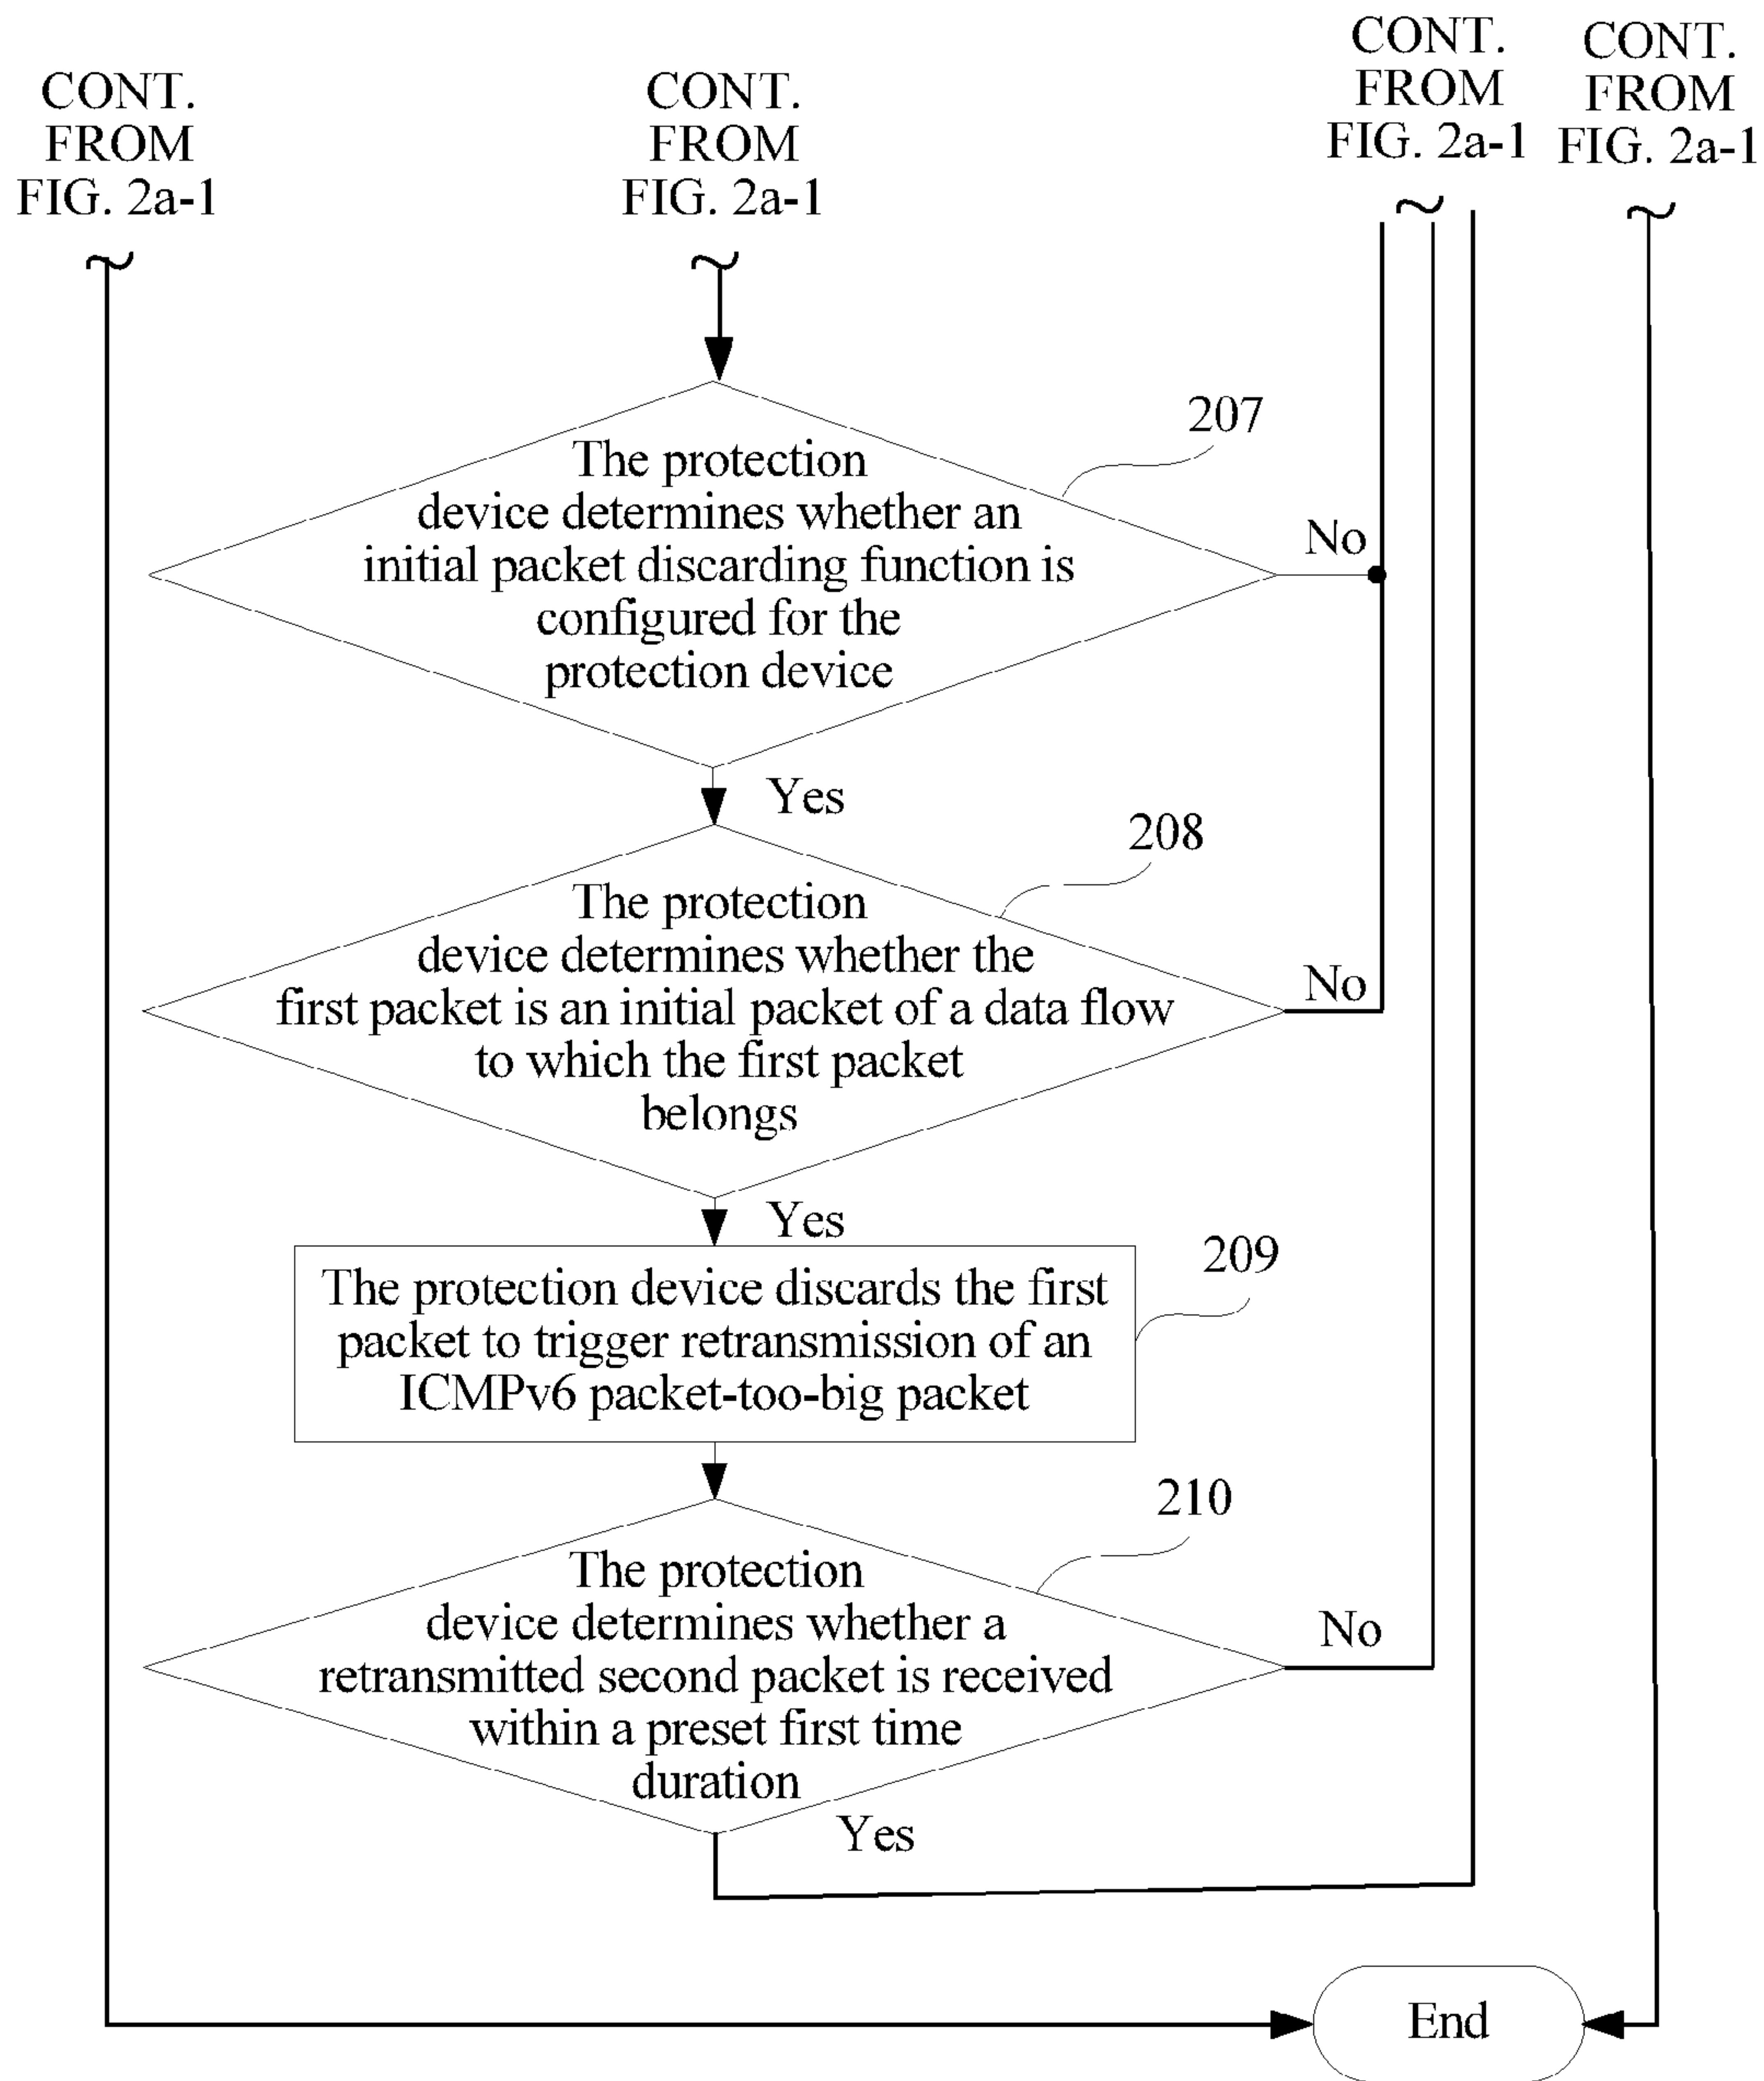 CONT.
FROM
FIG. 2a-1
CONT.
FROM
FIG. 2a-1
CONT.
FROM
FIG. 2a-1
CONT.
FROM
FIG. 2a-1
207
The protection
device determines whether an
initial packet discarding function is
configured for the
protection device
No
Yes
208
The protection
device determines whether the
first packet is an initial packet of a data flow
to which the first packet
belongs
No
Yes
209
The protection device discards the first
packet to trigger retransmission of an
ICMPv6 packet-too-big packet
210
The protection
device determines whether a
retransmitted second packet is received
within a preset first time
duration
No
Yes
End